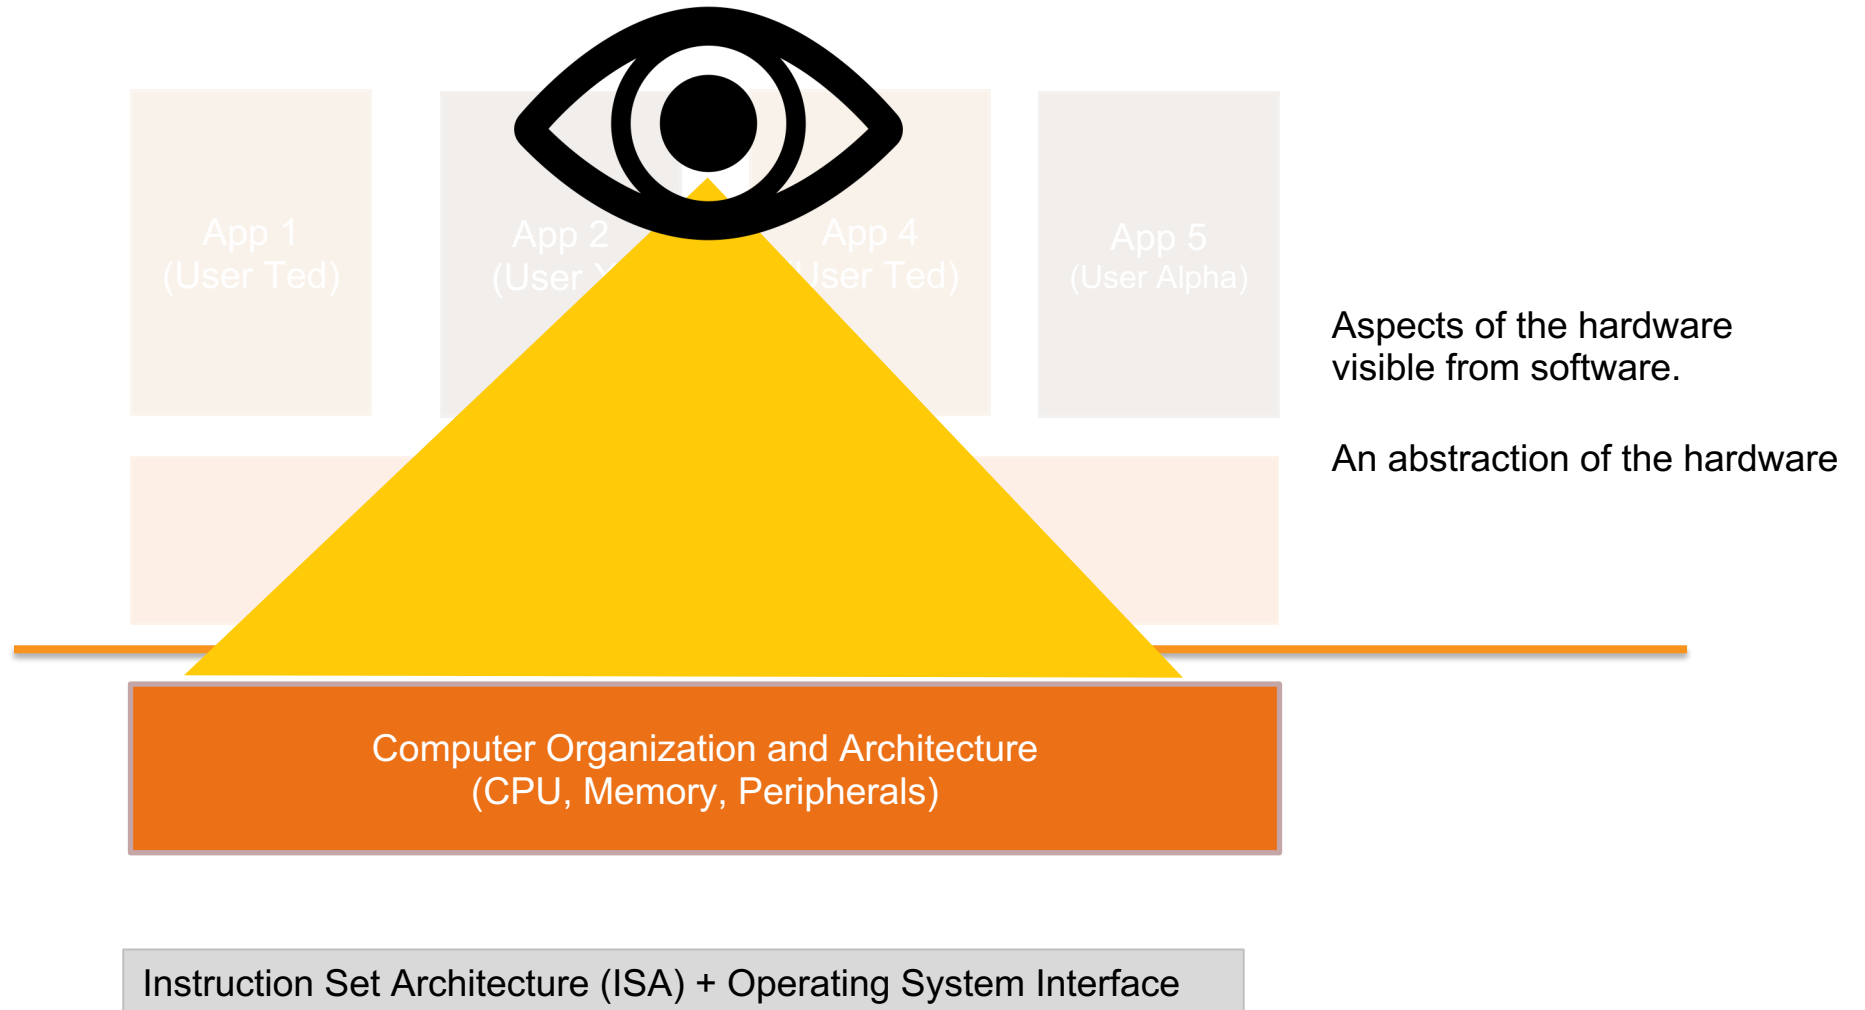 App 1
(User Ted)
App 2
(User
App 4
User Ted)
App 5
(User Alpha)
Aspects of the hardware
visible from software.
An abstraction of the hardware
Computer Organization and Architecture
(CPU, Memory, Peripherals)
Instruction Set Architecture (ISA) + Operating System Interface